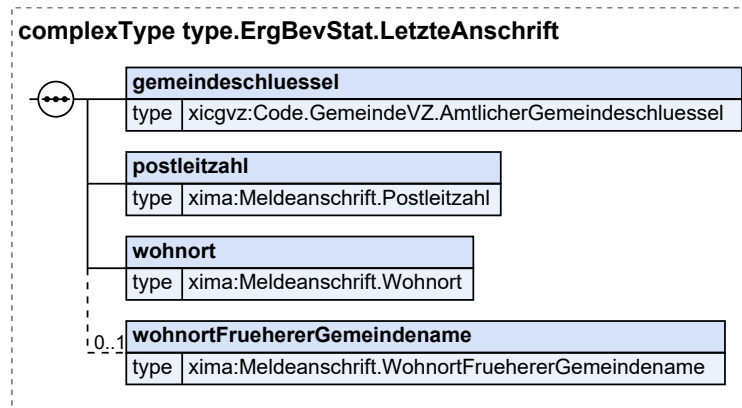 complexType type.ErgBevStat.LetzteAnschrift
gemeindeschluessel
type xicgvz:Code.GemeindeVZ.AmtlicherGemeindeschluessel
postleitzahl
type xima:Meldeanschrift.Postleitzahl
wohnort
type xima:Meldeanschrift.Wohnort
0..1 wohnortFruehererGemeindename
type xima:Meldeanschrift.WohnortFruehererGemeindename